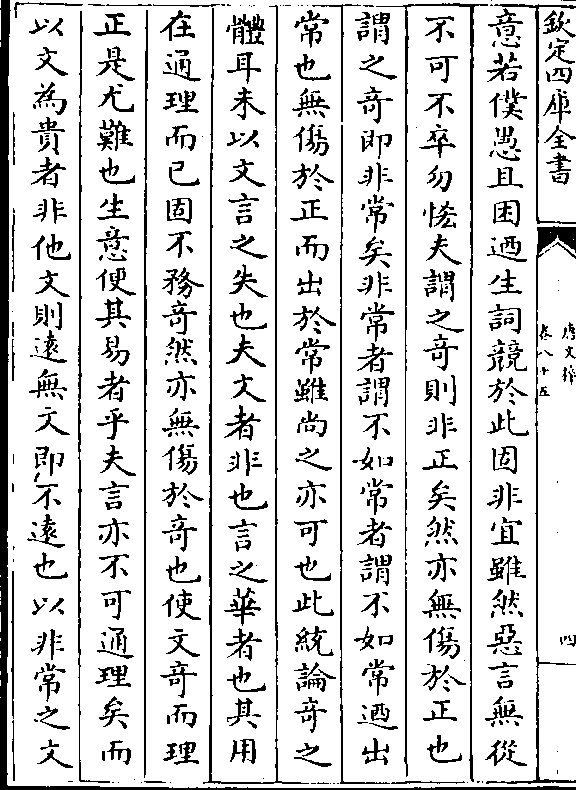 欽定四庫全書
唐文粹
卷八十五
四
意若僕愚且困迺生詞競於此固非宜雖然惡言無從
不可不卒勿恠夫謂之奇則非正矣然亦無傷於正也
謂之奇即非常矣非常者謂不如常者謂不如常迺出
常也無傷於正而出於常雖尚之亦可也此統論奇之
體耳未以文言之失也夫文者非也言之華者也其用
在通理而已固不務奇然亦無傷於奇也使文奇而理
正是尤難也生意便其易者乎夫言亦不可通理矣而
以文為貴者非他文則遠無文即不遠也以非常之文